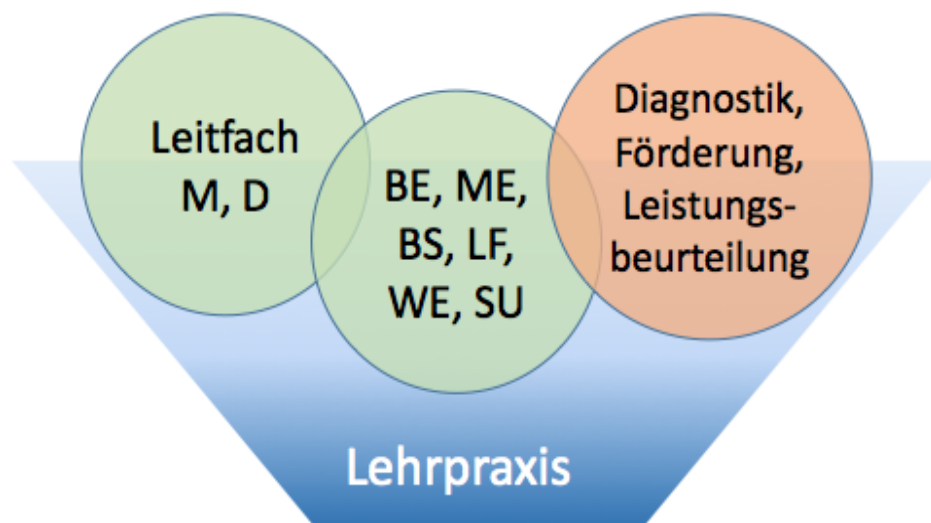 Leitfach
M, D
BE, ME,
BS, LF,
WE, SU
Diagnostik,
Förderung,
Leistungs-
beurteilung
Lehrpraxis